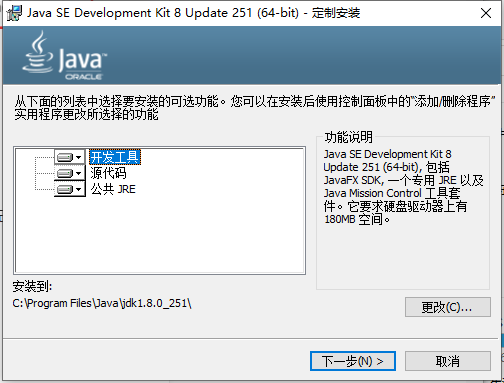 Java SE Development Kit 8 Update 251 (64-bit) - 定制安装
Java
ORACLE
从下面的列表中选择要安装的可选功能。您可以在安装后使用控制面板中的“添加/删除程序”
实用程序更改所选择的功能
开发工具
源代码
公共 JRE
功能说明
Java SE Development Kit 8
Update 251 (64-bit), 包括
JavaFX SDK, 一个专用 JRE 以及
Java Mission Control 工具套
件。它要求硬盘驱动器上有
180MB 空间。
安装到:
C:\Program Files\Java\jdk1.8.0_251\
更改(C)...
下一步(N) >
取消